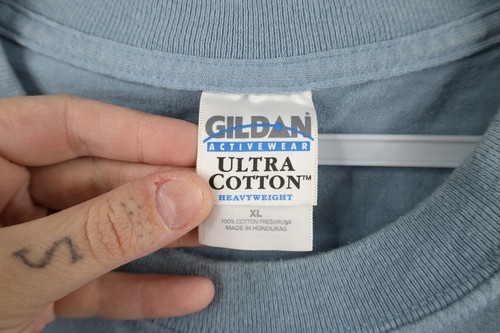 GILDAN
ACTIVEWEAR
ULTRA
COTTON™
HEAVYWEIGHT
XL
100% COTTON PRESHRUNK
MADE IN HONDURAS